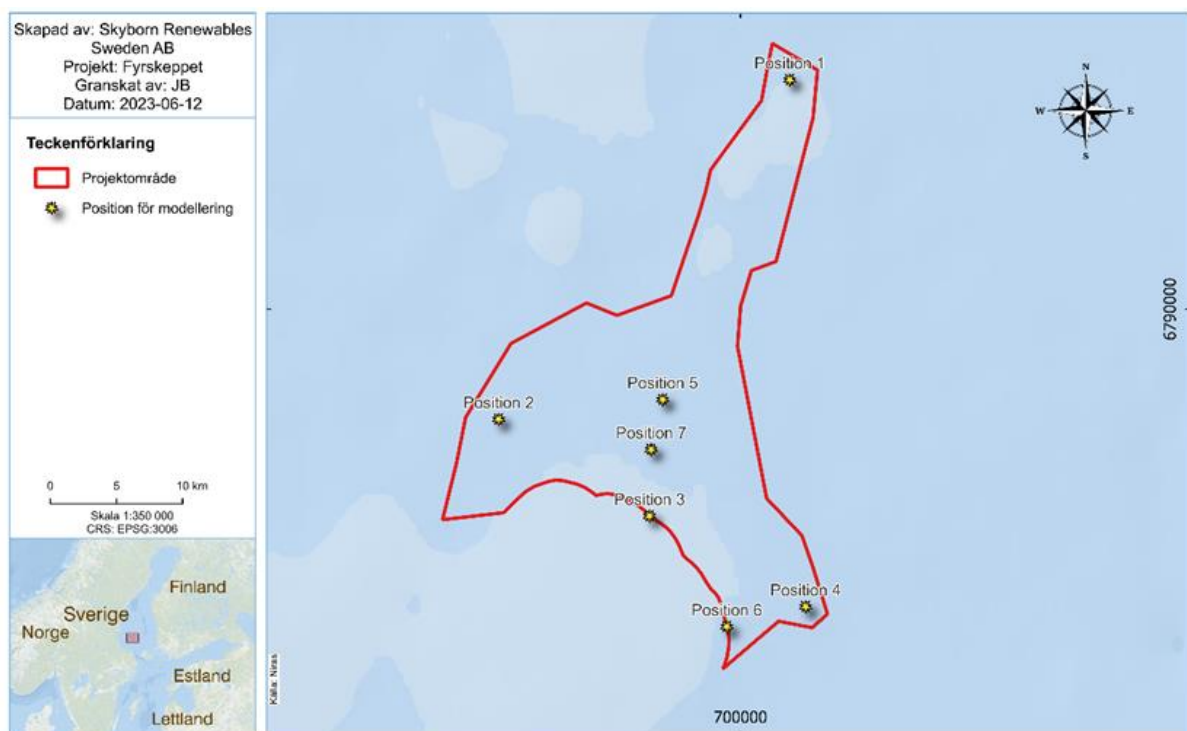 Skapad av: Skyborn Renewables
Sweden AB
Projekt: Fyrskeppet
Granskat av: JB
Datum: 2023-06-12
Teckenförklaring
Projektområde
Position för modellering
0 5 10 km
Skala 1:350 000
CRS: EPSG:3006
Finland
Sverige
Norge
Estland
Lettland
Position 1
N
W E
S
6790000
Position 5
Position 2
Position 7
Position 3
Position 4
Position 6
700000
Källa: Niras